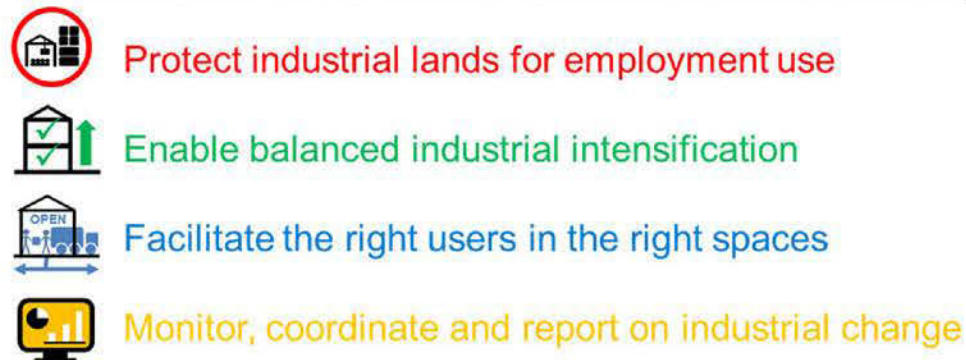 Protect industrial lands for employment use
Enable balanced industrial intensification
OPEN
Facilitate the right users in the right spaces
Monitor, coordinate and report on industrial change